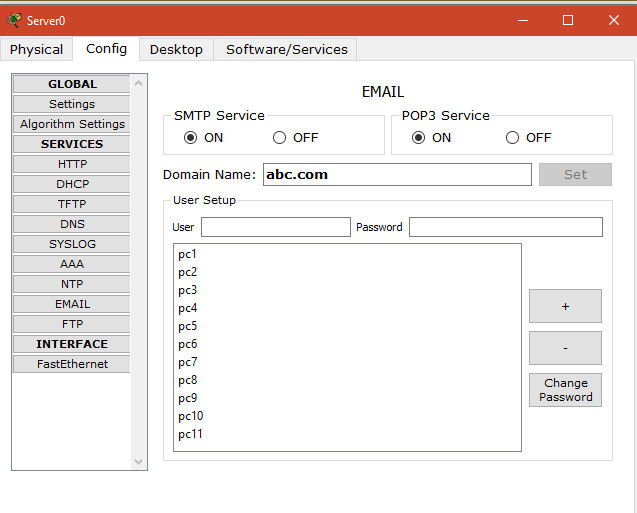 Server0
Physical Config Desktop Software/Services
GLOBAL
Settings
Algorithm Settings
SERVICES
HTTP
DHCP
TFTP
DNS
SYSLOG
AAA
NTP
EMAIL
FTP
INTERFACE
FastEthernet
EMAIL
SMTP Service
ON OFF
POP3 Service
ON OFF
Domain Name: abc.com Set
User Setup
User Password
pc1
pc2
pc3
pc4
pc5
pc6
pc7
pc8
pc9
pc10
pc11
+
-
Change
Password